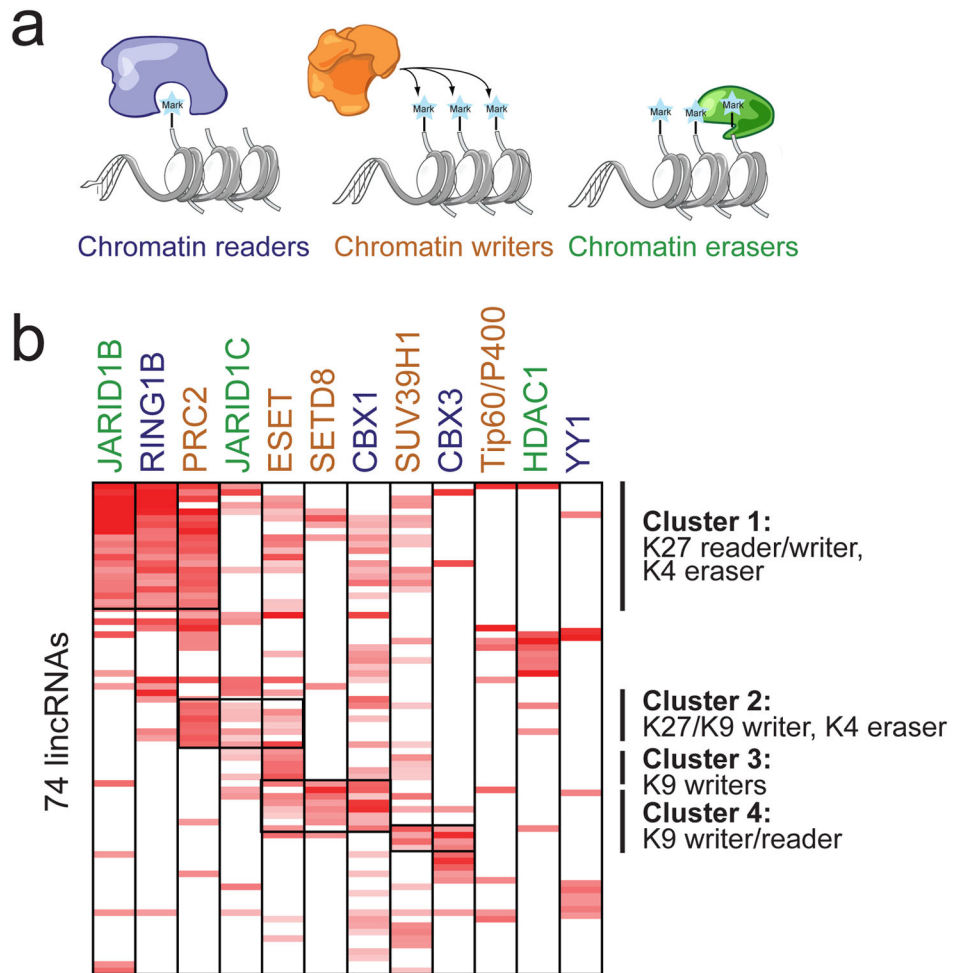 a
Mark
Mark
Mark
Mark
Mark
Mark
Mark
Chromatin readers
Chromatin writers
Chromatin erasers
b
JARID1B
RING1B
PRC2
JARID1C
ESET
SETD8
CBX1
SUV39H1
CBX3
Tip60/P400
HDAC1
YY1
74 lincRNAs
Cluster 1:
K27 reader/writer,
K4 eraser
Cluster 2:
K27/K9 writer, K4 eraser
Cluster 3:
K9 writers
Cluster 4:
K9 writer/reader